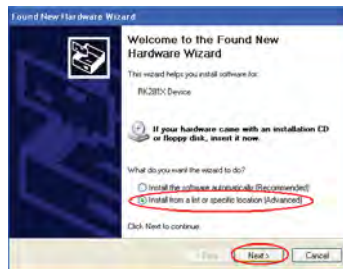 Found New Hardware Wizard
Welcome to the Found New
Hardware Wizard
This wizard helps you install software for:
RK281X Device
If your hardware came with an installation CD
or floppy disk, insert it now.
What do you want the wizard to do?
Install the software automatically (Recommended)
Install from a list or specific location (Advanced)
Click Next to continue.
< Back Next > Cancel